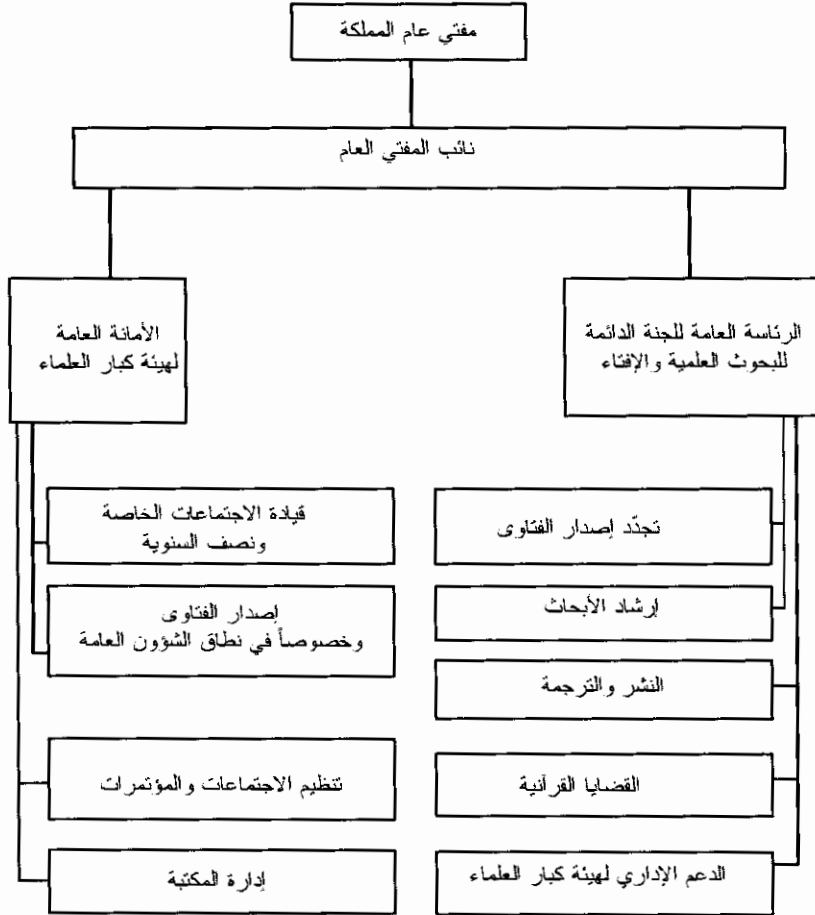 مفتي عام المملكة
نائب المفتي العام
الرئاسة العامة للجنة الدائمة
للبحوث العلمية والإفتاء
الأمانة العامة
لهيئة كبار العلماء
تجدّد إصدار الفتاوى
إرشاد الأبحاث
النشر والترجمة
القضايا القرآنية
الدعم الإداري لهيئة كبار العلماء
قيادة الاجتماعات الخاصة
ونصف السنوية
إصدار الفتاوى
وخصوصاً في نطاق الشؤون العامة
تنظيم الاجتماعات والمؤتمرات
إدارة المكتبة